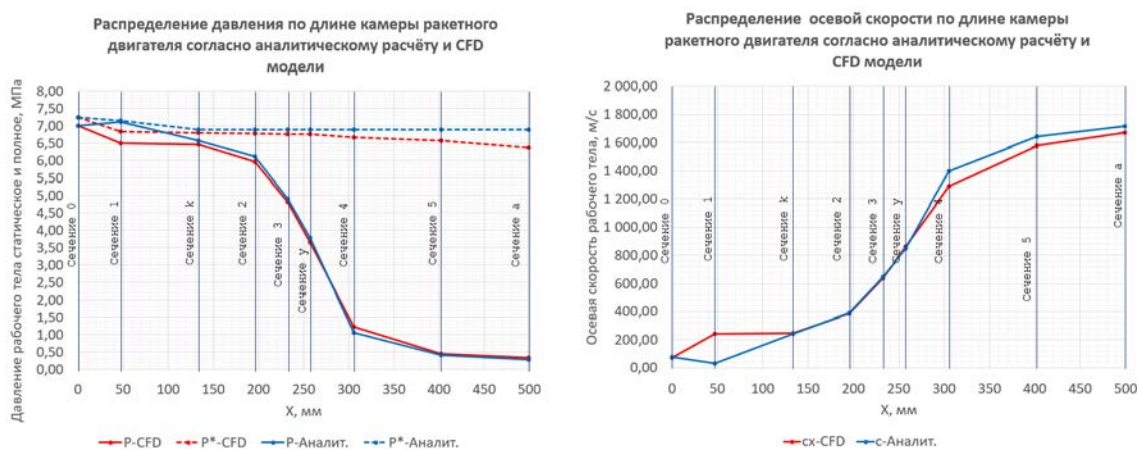 Распределение давления по длине камеры ракетного
двигателя согласно аналитическому расчёту и CFD
модели
Давление рабочего тела статическое и полное, МПа
8,00
7,50
7,00
6,50
6,00
5,50
5,00
4,50
4,00
3,50
3,00
2,50
2,00
1,50
1,00
0,50
0,00
Сечение 0
Сечение 1
Сечение k
Сечение 2
Сечение 3
Сечение У
Сечение 4
Сечение 5
Сечение а
0 50 100 150 200 250 300 350 400 450 500
X, мм
P-CFD P*-CFD P-Аналит. P*-Аналит.
Распределение осевой скорости по длине камеры
ракетного двигателя согласно аналитическому расчёту и
CFD модели
Осевая скорость рабочего тела, м/с
2 000,00
1 800,00
1 600,00
1 400,00
1 200,00
1 000,00
800,00
600,00
400,00
200,00
0,00
Сечение 0
Сечение 1
Сечение k
Сечение 2
Сечение 3
Сечение У
Сечение
Сечение 5
Сечение а
0 50 100 150 200 250 300 350 400 450 500
X, мм
cx-CFD c-Аналит.